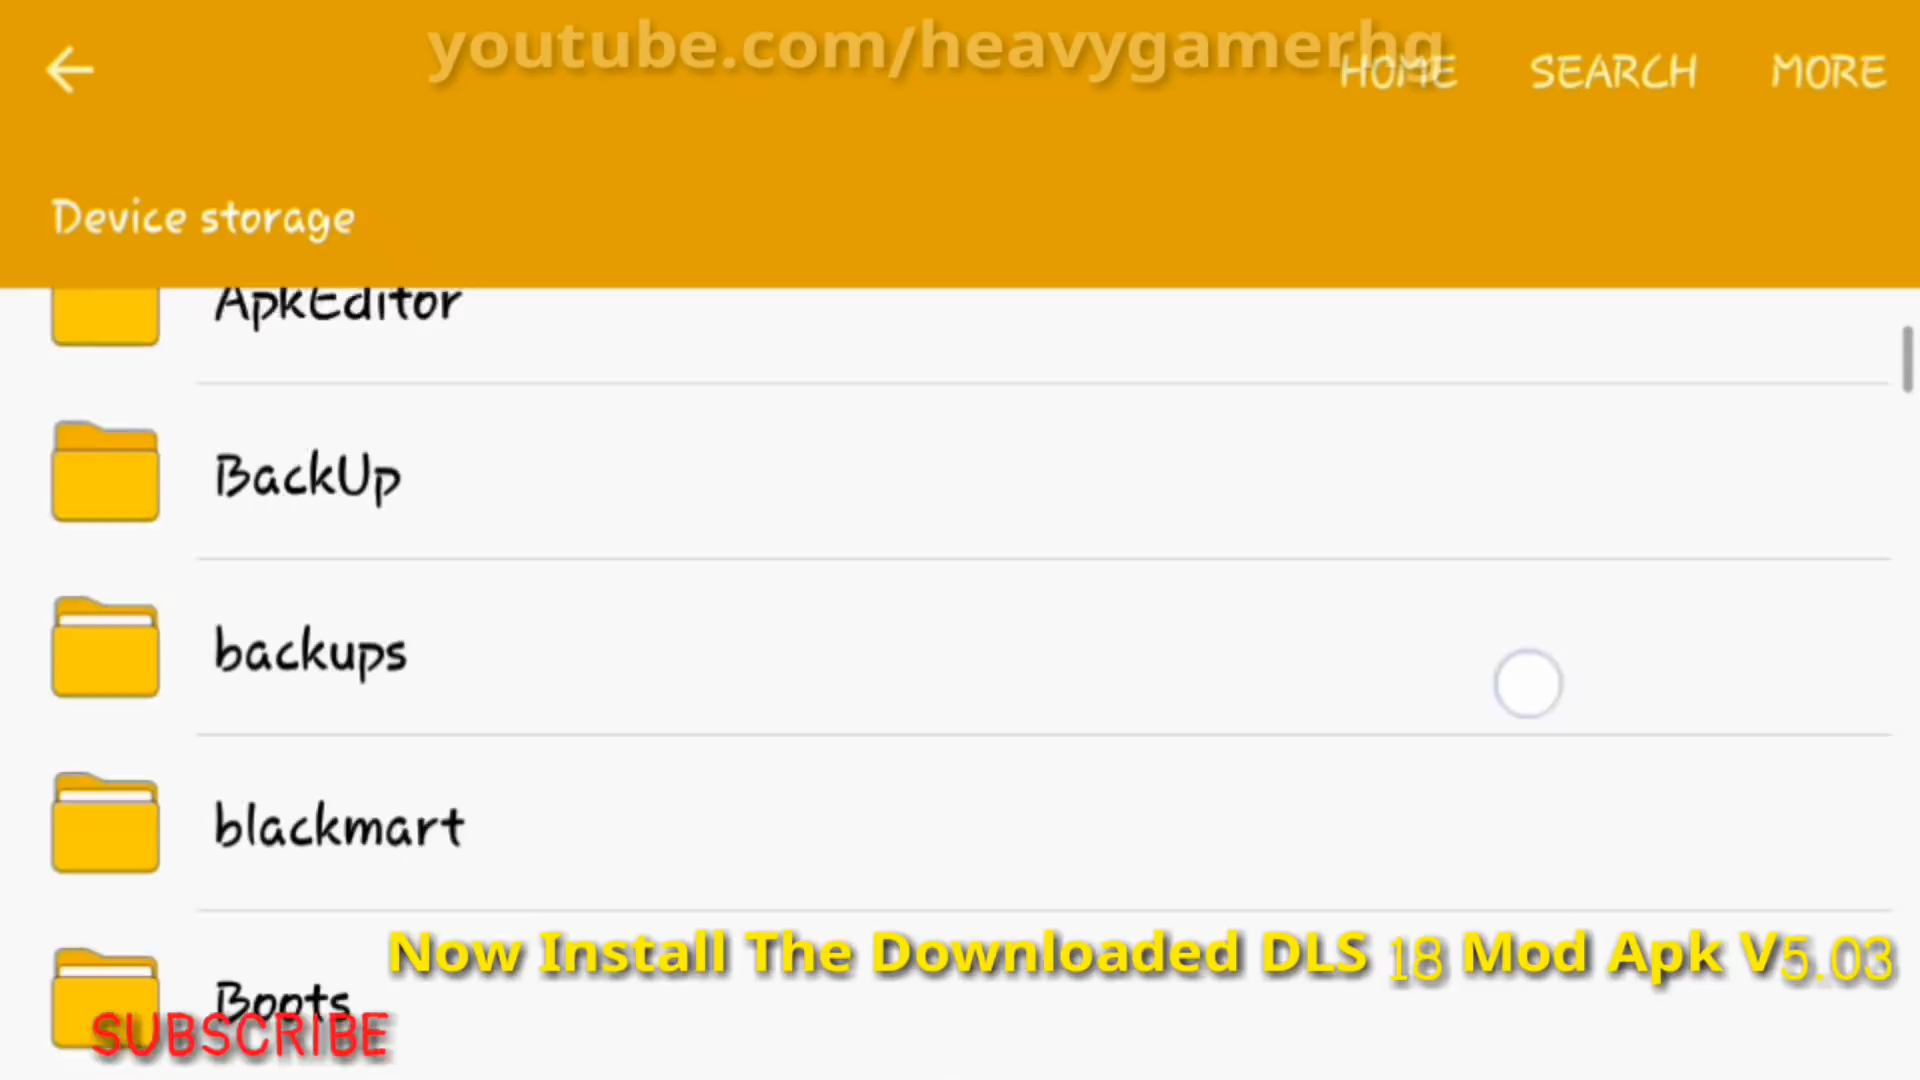 youtube.com/heavygamerhg
HOME SEARCH MORE
Device storage
ApkEditor
BackUp
backups
blackmart
Now Install The Downloaded DLS 18 Mod Apk V5.03
Boots
SUBSCRIBE